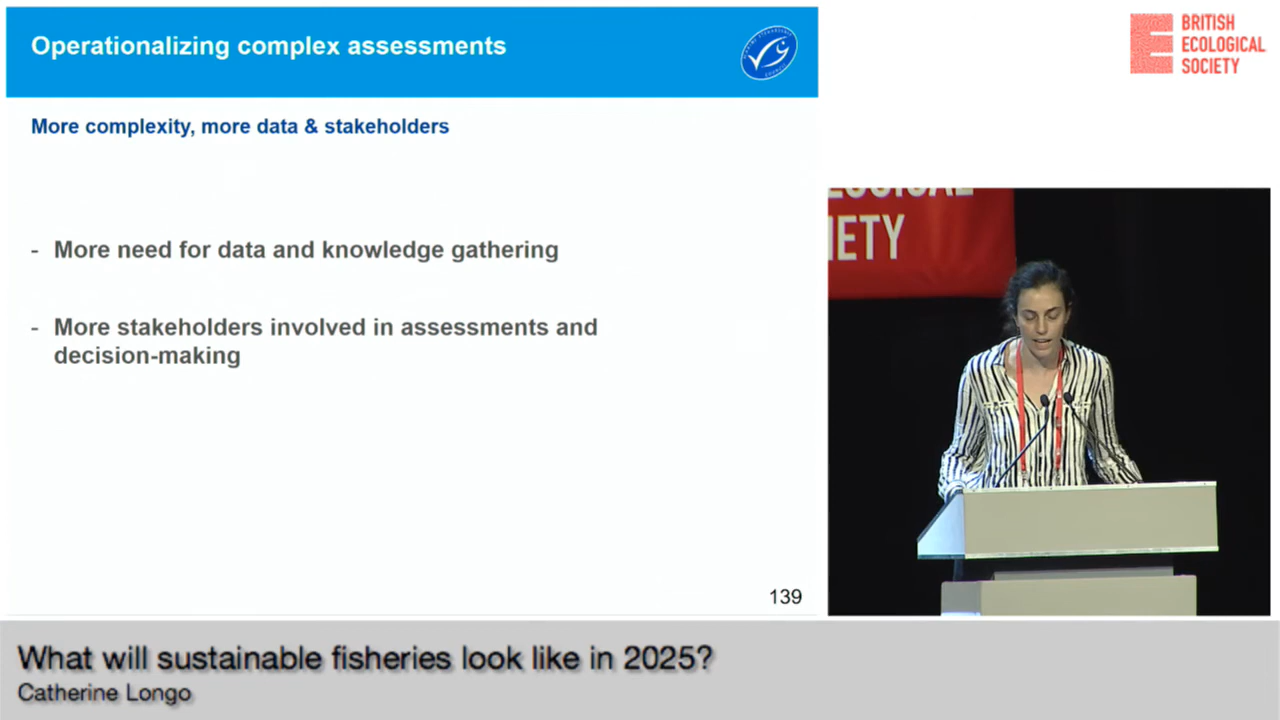 Operationalizing complex assessments
More complexity, more data & stakeholders
- More need for data and knowledge gathering
- More stakeholders involved in assessments and
decision-making
139
BRITISH
ECOLOGICAL
SOCIETY
What will sustainable fisheries look like in 2025?
Catherine Longo